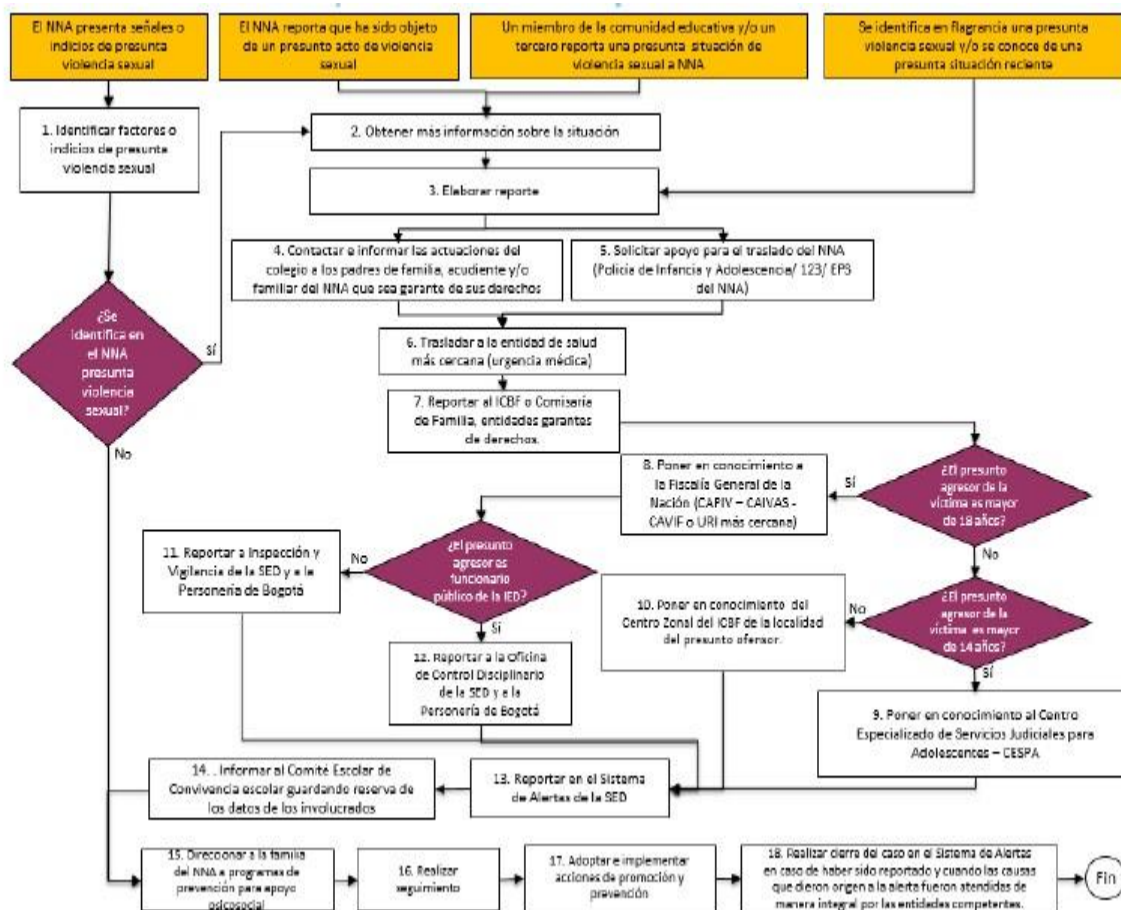 El NNA presenta señales o
indicios de presunta
violencia sexual
El NNA reporta que ha sido objeto
de un presunto acto de violencia
sexual
Un miembro de la comunidad educativa y/o un
tercero reporta una presunta situación de
violencia sexual a NNA
Se identifica en flagrancia una presunta
violencia sexual y/o se conoce de una
presunta situación reciente
1. Identificar factores o
indicios de presunta
violencia sexual
2. Obtener más información sobre la situación
3. Elaborar reporte
4. Contactar e informar las actuaciones del
colegio a los padres de familia, acudiente y/o
familiar del NNA que sea garante de sus derechos
5. Solicitar apoyo para el traslado del NNA
(Policía de Infancia y Adolescencia/ 123/ EPS
del NNA)
¿Se
identifica en
el NNA
presunta
violencia
sexual?
Sí
No
6. Trasladar a la entidad de salud
más cercana (urgencia médica)
7. Reportar al ICBF o Comisaría
de Familia, entidades garantes
de derechos.
8. Poner en conocimiento a
la Fiscalía General de la
Nación (CAPIV – CAIVAS -
CAVIF o URI más cercana)
Sí
¿El presunto
agresor de la
víctima es mayor
de 18 años?
No
11. Reportar a Inspección y
Vigilancia de la SED y a la
Personería de Bogotá
No
¿El presunto
agresor es
funcionario
público de la IED?
Sí
10. Poner en conocimiento del
Centro Zonal del ICBF de la localidad
del presunto ofensor.
No
¿El presunto
agresor de la
víctima es mayor
de 14 años?
Sí
12. Reportar a la Oficina
de Control Disciplinario
de la SED y a la
Personería de Bogotá
9. Poner en conocimiento al Centro
Especializado de Servicios Judiciales para
Adolescentes – CESPA
14. . Informar al Comité Escolar de
Convivencia escolar guardando reserva de
los datos de los involucrados
13. Reportar en el Sistema
de Alertas de la SED
15. Direccionar a la familia
del NNA a programas de
prevención para apoyo
psicosocial
16. Realizar
seguimiento
17. Adoptar e implementar
acciones de promoción y
prevención
18. Realizar cierre del caso en el Sistema de Alertas
en caso de haber sido reportado y cuando las causas
que dieron origen a la alerta fueron atendidas de
manera integral por las entidades competentes.
Fin